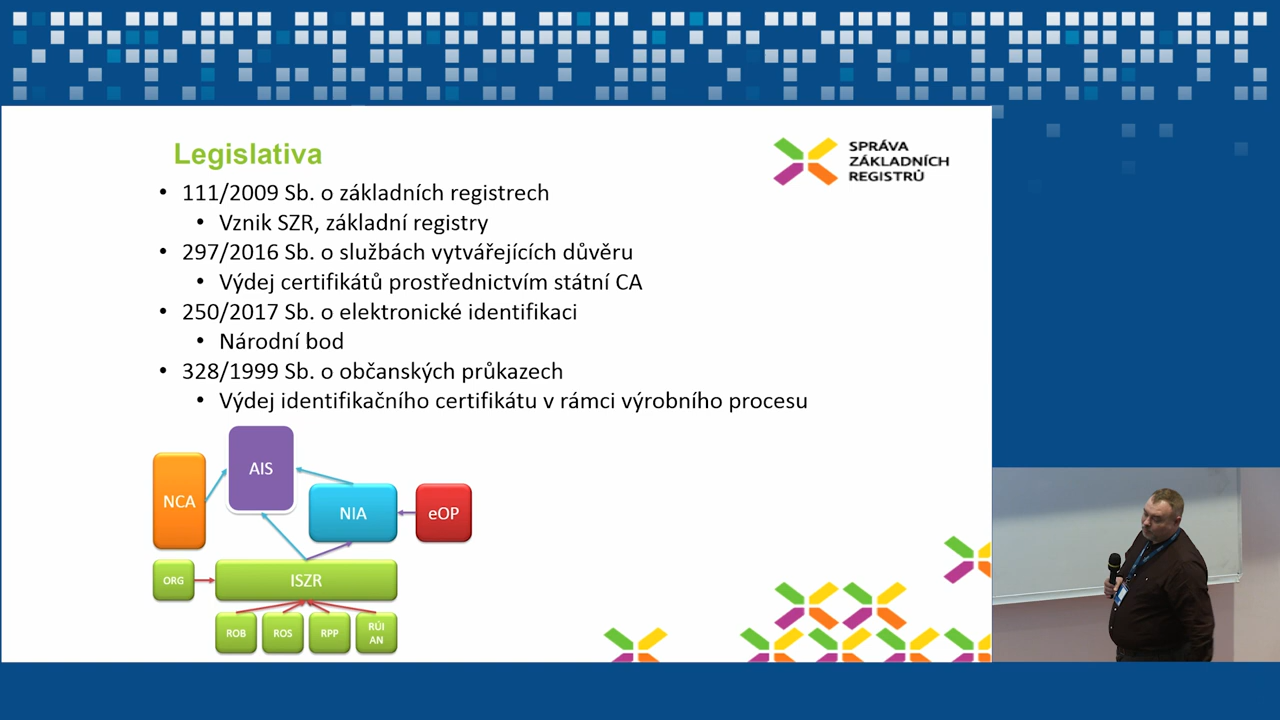 Legislativa
SPRÁVA
ZÁKLADNÍCH
REGISTRŮ
• 111/2009 Sb. o základních registrech
• Vznik SZR, základní registry
• 297/2016 Sb. o službách vytvářejících důvěru
• Výdej certifikátů prostřednictvím státní CA
• 250/2017 Sb. o elektronické identifikaci
• Národní bod
• 328/1999 Sb. o občanských průkazech
• Výdej identifikačního certifikátu v rámci výrobního procesu
AIS
NCA
NIA
eOP
ORG
ISZR
ROB
ROS
RPP
RÚI
AN